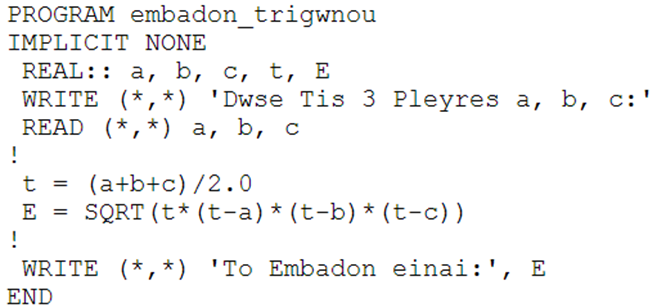 PROGRAM embadon_trigwnou
IMPLICIT NONE
REAL:: a, b, c, t, E
WRITE (*,*) 'Dwse Tis 3 Pleyres a, b, c:'
READ (*,*) a, b, c
!
t = (a+b+c)/2.0
E = SQRT(t*(t-a)*(t-b)*(t-c))
!
WRITE (*,*) 'To Embadon einai:', E
END